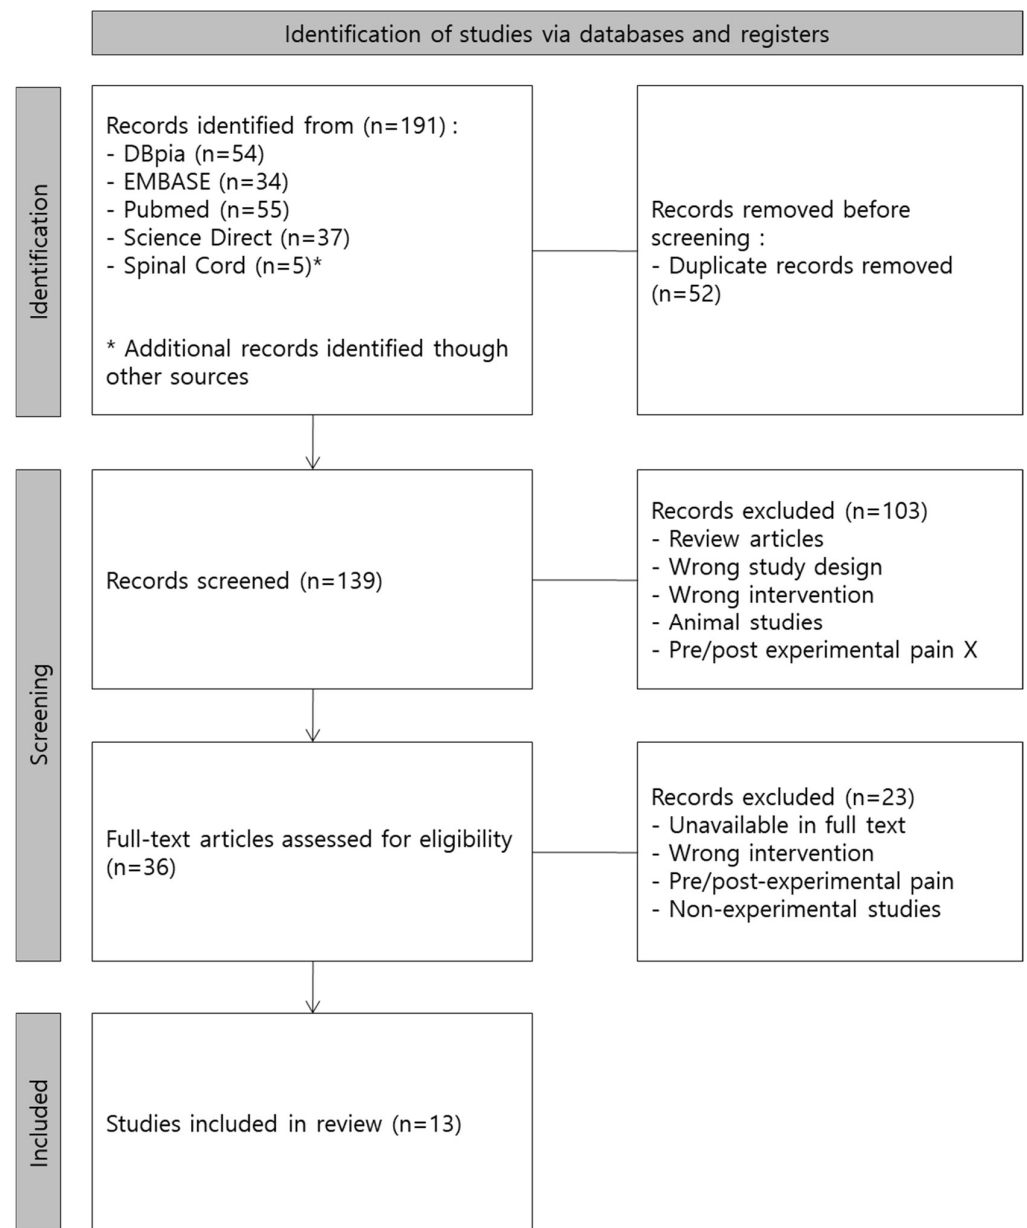 Identification of studies via databases and registers
Identification
Records identified from (n=191) :
- DBpia (n=54)
- EMBASE (n=34)
- Pubmed (n=55)
- Science Direct (n=37)
- Spinal Cord (n=5)*
* Additional records identified though
other sources
Records removed before
screening :
- Duplicate records removed
(n=52)
Screening
Records screened (n=139)
Records excluded (n=103)
- Review articles
- Wrong study design
- Wrong intervention
- Animal studies
- Pre/post experimental pain X
Full-text articles assessed for eligibility
(n=36)
Records excluded (n=23)
- Unavailable in full text
- Wrong intervention
- Pre/post-experimental pain
- Non-experimental studies
Included
Studies included in review (n=13)